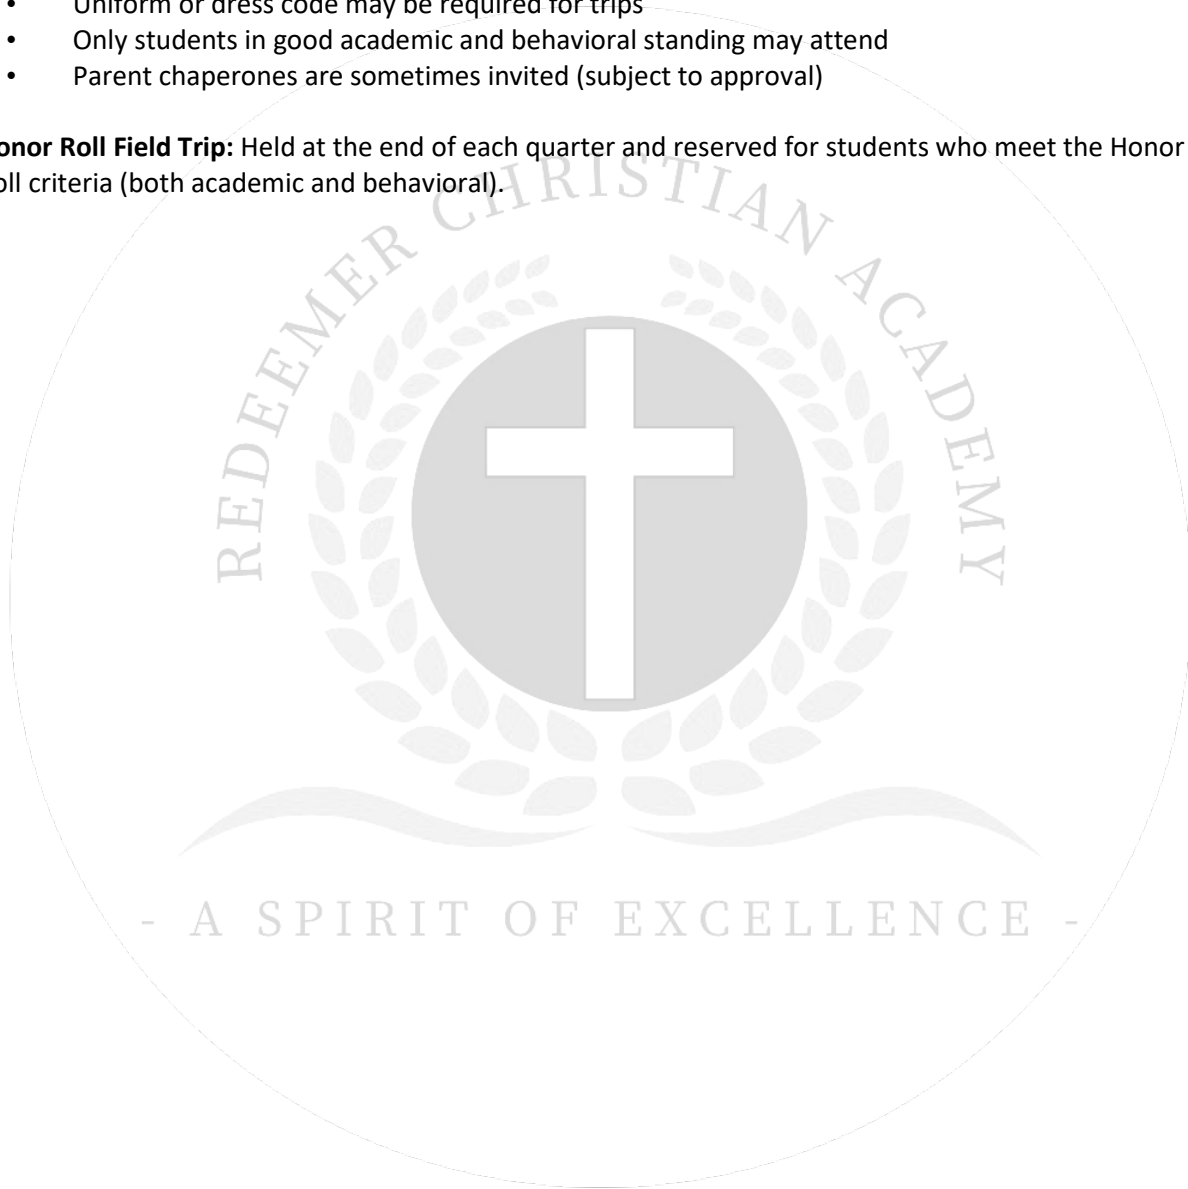 • Uniform or dress code may be required for trips
• Only students in good academic and behavioral standing may attend
• Parent chaperones are sometimes invited (subject to approval)
onor Roll Field Trip: Held at the end of each quarter and reserved for students who meet the Honor
oll criteria (both academic and behavioral).
REDEEMER CHRISTIAN ACADEMY
- A SPIRIT OF EXCELLENCE -